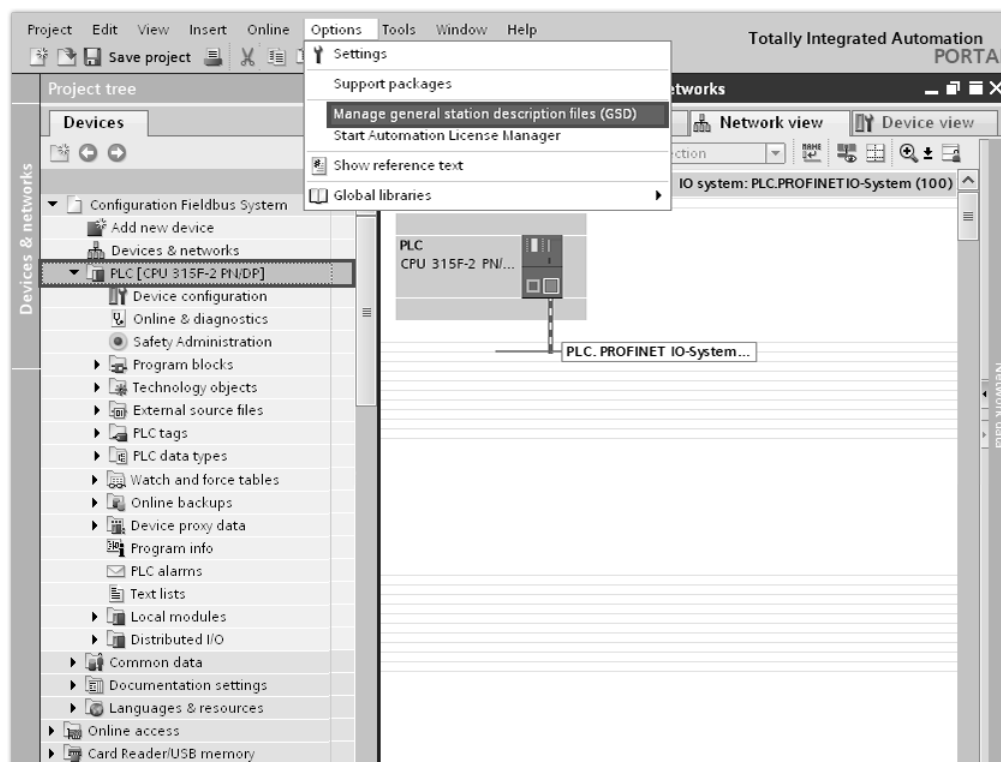 Project Edit View Insert Online Options Tools Window Help
Totally Integrated Automation
PORTA
Save project
Settings
Support packages
Manage general station description files (GSD)
Start Automation License Manager
Show reference text
Global libraries
Project tree
etworks
Devices
Network view
Device view
ction
NAME
IO system: PLC.PROFINET IO-System (100)
Devices & networks
Configuration Fieldbus System
Add new device
Devices & networks
PLC [CPU 315F-2 PN/DP]
Device configuration
Online & diagnostics
Safety Administration
Program blocks
Technology objects
External source files
PLC tags
PLC data types
Watch and force tables
Online backups
Device proxy data
Program info
PLC alarms
Text lists
Local modules
Distributed I/O
Common data
Documentation settings
Languages & resources
Online access
Card Reader/USB memory
PLC
CPU 315F-2 PN/...
PLC. PROFINET IO-System...